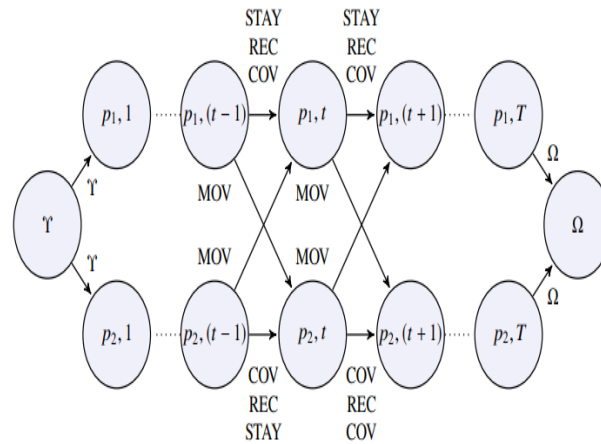 STAY STAY
REC REC
COV COV
p₁, 1 p₁, (t − 1) p₁, t p₁, (t + 1) p₁, T
ϒ Ω
MOV MOV
ϒ Ω
MOV MOV
ϒ Ω
p₂, 1 p₂, (t − 1) p₂, t p₂, (t + 1) p₂, T
COV COV
REC REC
STAY COV